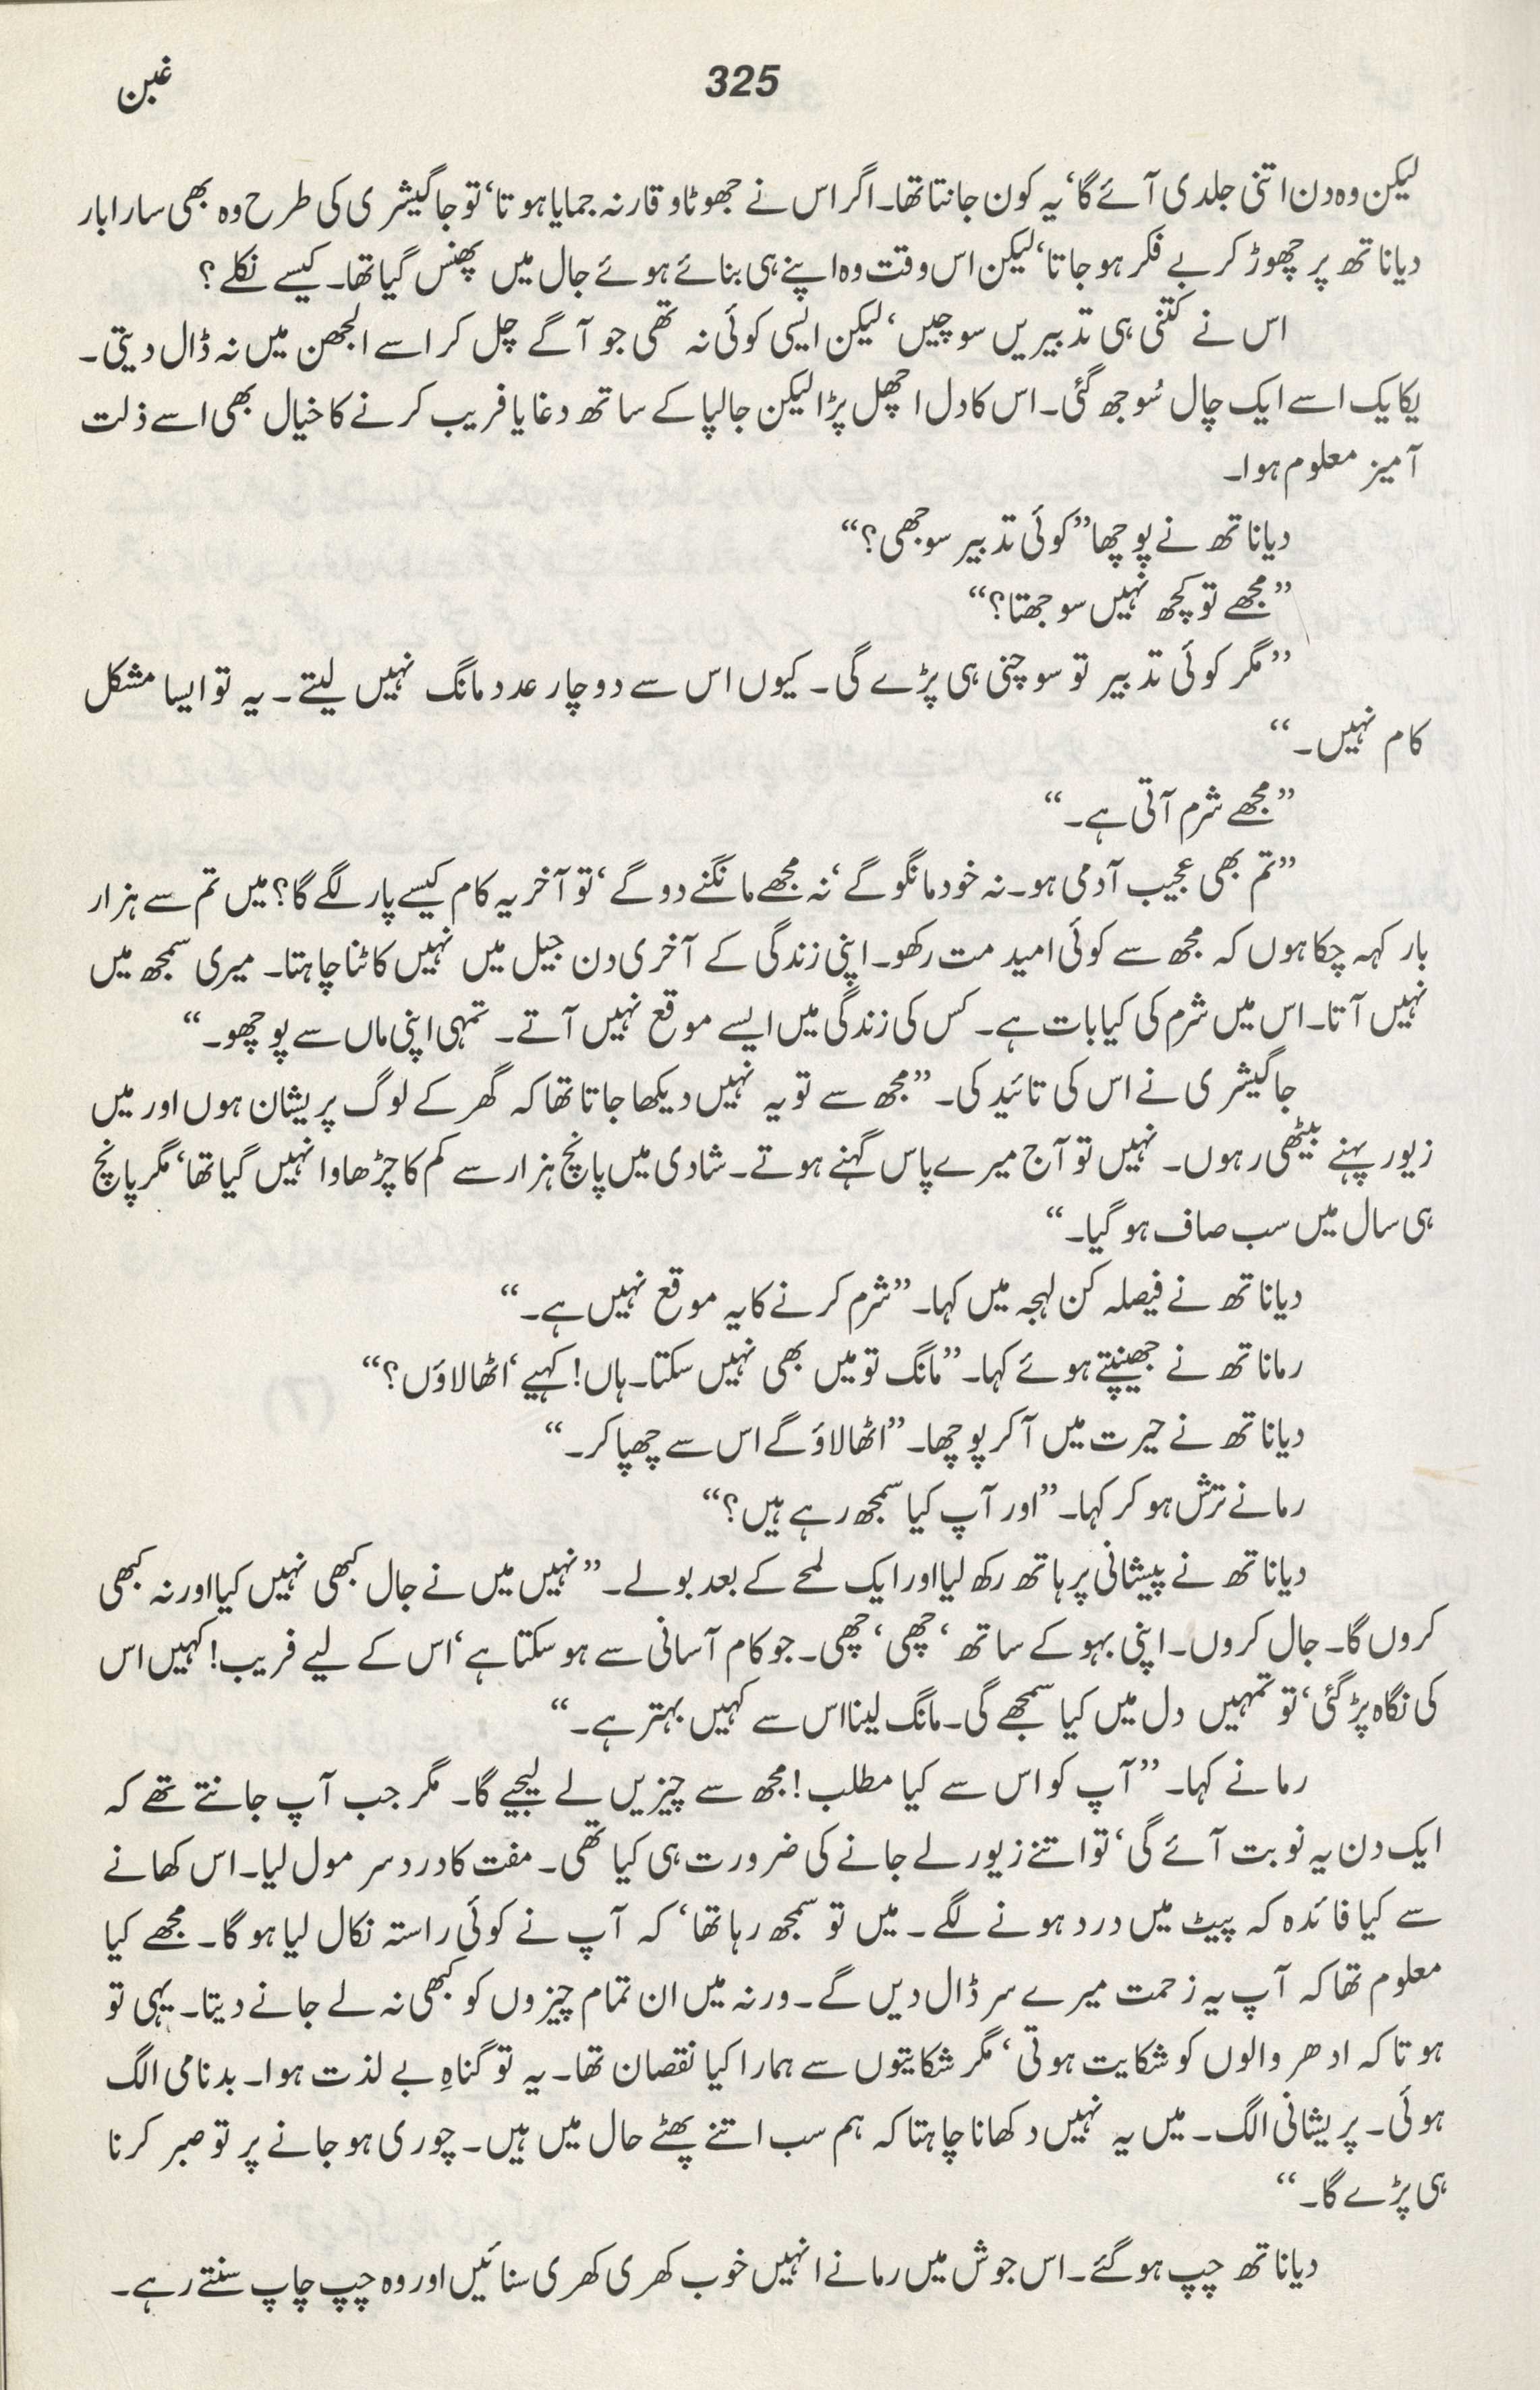 غبن
325
لیکن وہ دن اتنی جلدی آئے گا‘ یہ کون جانتا تھا۔ اگر اس نے جھوٹا وقار نہ جمایا ہوتا‘ تو جاگیشری کی طرح وہ بھی سارا بار
دیاناتھ پر چھوڑ کر بے فکر ہو جاتا‘ لیکن اس وقت وہ اپنے ہی بنائے ہوئے جال میں پھنس گیا تھا۔ کیسے نکلے؟
اس نے کتنی ہی تدبیریں سوچیں‘ لیکن ایسی کوئی نہ تھی جو آگے چل کر اسے الجھن میں نہ ڈال دیتی۔
یکایک اسے ایک چال سُوجھ گئی۔ اس کا دل اچھل پڑا لیکن جالپا کے ساتھ دغا یا فریب کرنے کا خیال بھی اسے ذلت
آمیز معلوم ہوا۔
دیاناتھ نے پوچھا ”کوئی تدبیر سوجھی؟“
”مجھے تو کچھ نہیں سوجھتا؟“
”مگر کوئی تدبیر تو سوچنی ہی پڑے گی۔ کیوں اس سے دو چار عدد مانگ نہیں لیتے۔ یہ تو ایسا مشکل
کام نہیں۔“
”مجھے شرم آتی ہے۔“
”تم بھی عجیب آدمی ہو۔ نہ خود مانگو گے‘ نہ مجھے مانگنے دو گے‘ تو آخر یہ کام کیسے پار لگے گا؟ میں تم سے ہزار
بار کہہ چکا ہوں کہ مجھ سے کوئی امید مت رکھو۔ اپنی زندگی کے آخری دن جیل میں نہیں کاٹنا چاہتا۔ میری سمجھ میں
نہیں آتا۔ اس میں شرم کی کیا بات ہے۔ کس کی زندگی میں ایسے موقع نہیں آتے۔ تمہی اپنی ماں سے پوچھو۔“
جاگیشری نے اس کی تائید کی۔ ”مجھ سے تو یہ نہیں دیکھا جاتا تھا کہ گھر کے لوگ پریشان ہوں اور میں
زیور پہنے بیٹھی رہوں۔ نہیں تو آج میرے پاس گہنے ہوتے۔ شادی میں پانچ ہزار سے کم کا چڑھاوا نہیں گیا تھا‘ مگر پانچ
ہی سال میں سب صاف ہو گیا۔“
دیاناتھ نے فیصلہ کن لہجہ میں کہا۔ ”شرم کرنے کا یہ موقع نہیں ہے۔“
رماناتھ نے جھینپتے ہوئے کہا۔ ”مانگ تو میں بھی نہیں سکتا۔ ہاں! کہیے‘ اٹھا لاؤں؟“
دیاناتھ نے حیرت میں آ کر پوچھا۔ ”اٹھا لاؤ گے اس سے چھپا کر۔“
رما نے ترش ہو کر کہا۔ ”اور آپ کیا سمجھ رہے ہیں؟“
دیاناتھ نے پیشانی پر ہاتھ رکھ لیا اور ایک لمحے کے بعد بولے۔ ”نہیں میں نے جال کبھی نہیں کیا اور نہ کبھی
کروں گا۔ جال کروں۔ اپنی بہو کے ساتھ‘ چھی‘ چھی۔ جو کام آسانی سے ہو سکتا ہے‘ اس کے لیے فریب! کہیں اس
کی نگاہ پڑ گئی‘ تو تمہیں دل میں کیا سمجھے گی۔ مانگ لینا اس سے کہیں بہتر ہے۔“
رما نے کہا۔ ”آپ کو اس سے کیا مطلب! مجھ سے چیزیں لے لیجیے گا۔ مگر جب آپ جانتے تھے کہ
ایک دن یہ نوبت آئے گی‘ تو اتنے زیور لے جانے کی ضرورت ہی کیا تھی۔ مفت کا درد سر مول لیا۔ اس کھانے
سے کیا فائدہ کہ پیٹ میں درد ہونے لگے۔ میں تو سمجھ رہا تھا‘ کہ آپ نے کوئی راستہ نکال لیا ہو گا۔ مجھے کیا
معلوم تھا کہ آپ یہ زحمت میرے سر ڈال دیں گے۔ ورنہ میں ان تمام چیزوں کو کبھی نہ لے جانے دیتا۔ یہی تو
ہوتا کہ ادھر والوں کو شکایت ہوتی‘ مگر شکایتوں سے ہمارا کیا نقصان تھا۔ یہ تو گناہِ بے لذت ہوا۔ بدنامی الگ
ہوئی۔ پریشانی الگ۔ میں یہ نہیں دکھانا چاہتا کہ ہم سب اتنے پھٹے حال میں ہیں۔ چوری ہو جانے پر تو صبر کرنا
ہی پڑے گا۔“
دیاناتھ چپ ہو گئے۔ اس جوش میں رما نے انہیں خوب کھری کھری سنائیں اور وہ چپ چاپ سنتے رہے۔